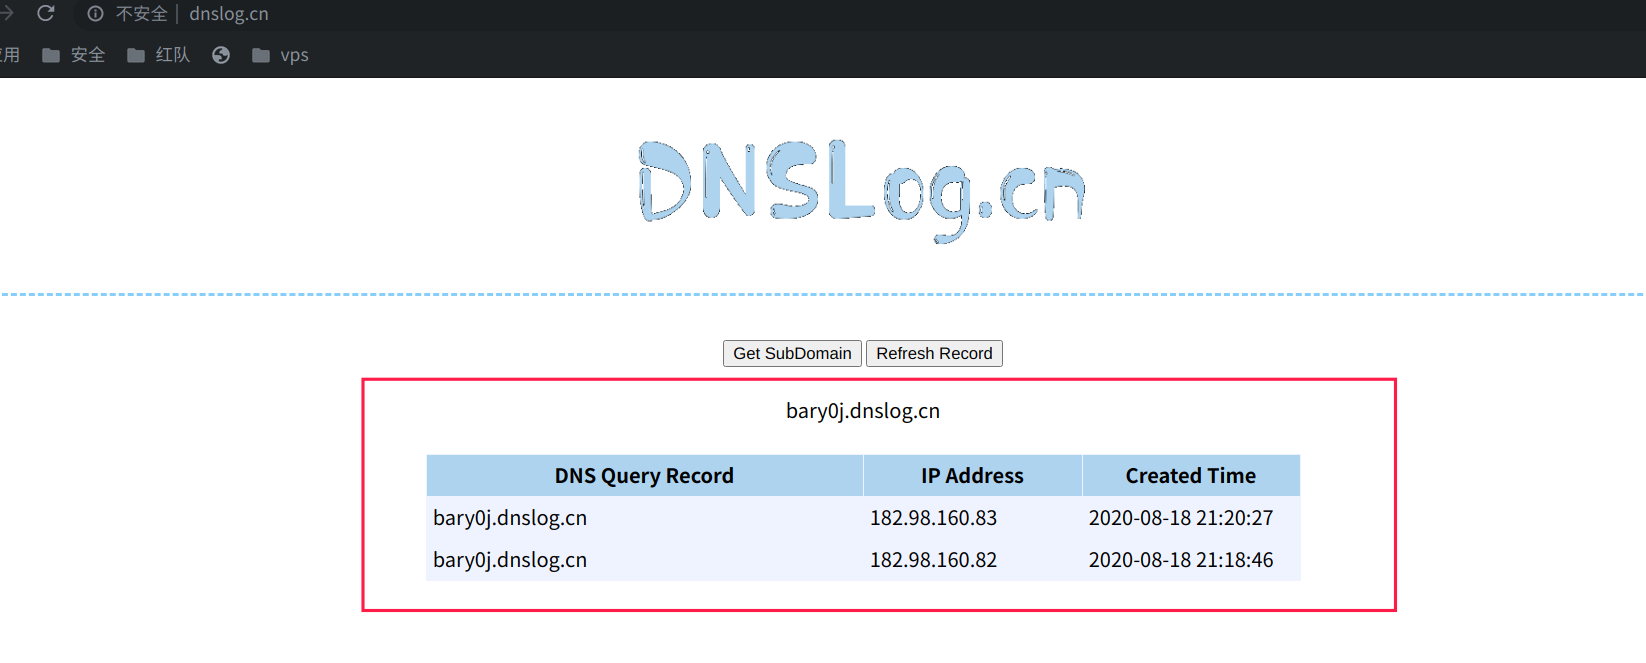 不安全 | dnslog.cn
用 安全 红队 vps
DNSLog.cn
Get SubDomain Refresh Record
bary0j.dnslog.cn
DNS Query Record IP Address Created Time
bary0j.dnslog.cn 182.98.160.83 2020-08-18 21:20:27
bary0j.dnslog.cn 182.98.160.82 2020-08-18 21:18:46